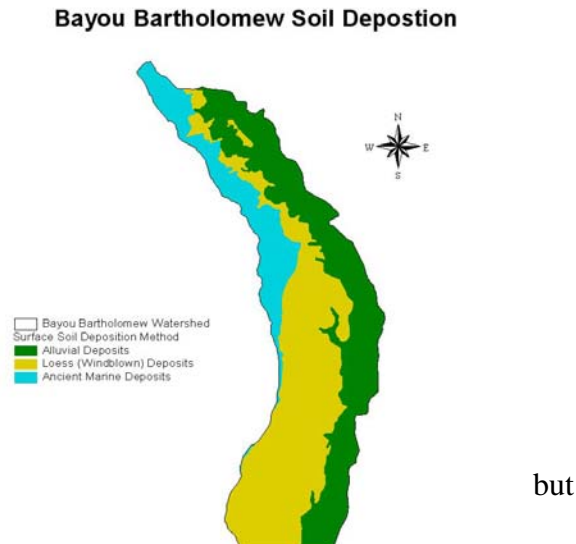 Bayou Bartholomew Soil Depostion
N
W E
S
Bayou Bartholomew Watershed
Surface Soil Deposition Method
Alluvial Deposits
Loess (Windblown) Deposits
Ancient Marine Deposits
but